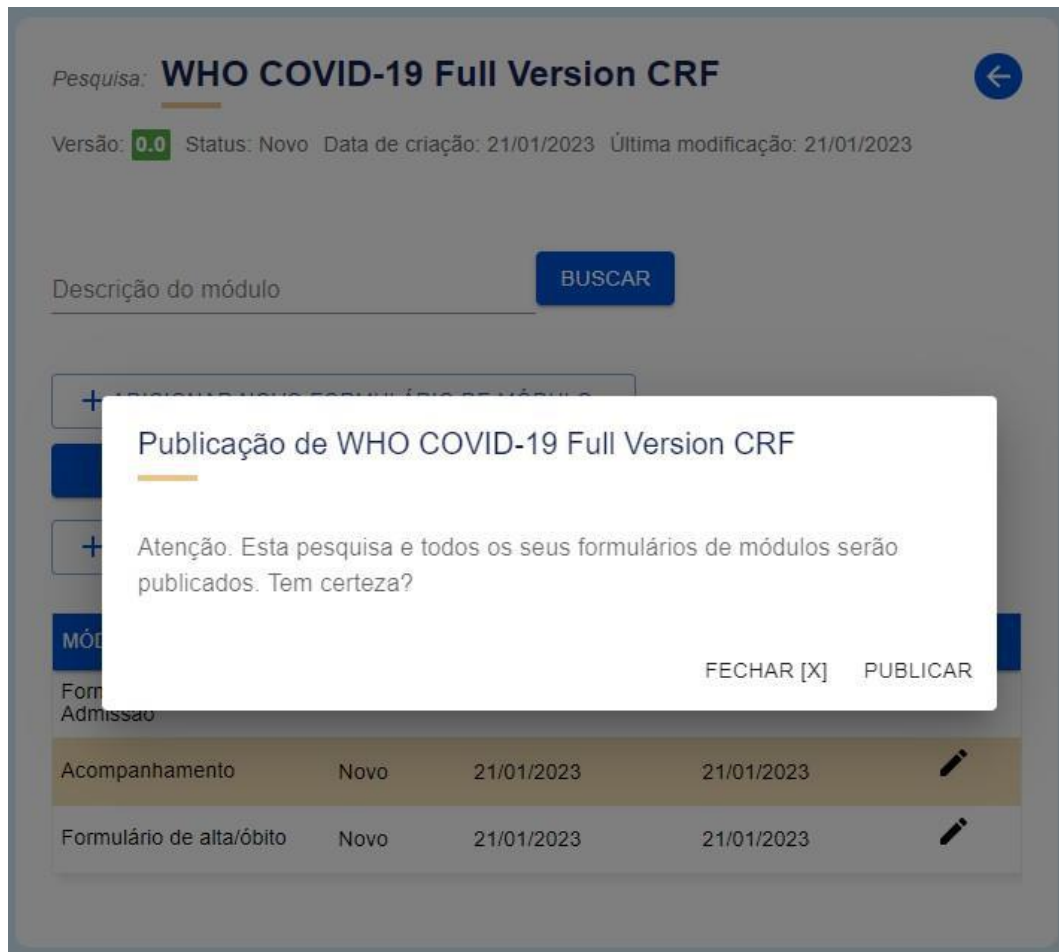 Pesquisa: WHO COVID-19 Full Version CRF
Versão: 0.0 Status: Novo Data de criação: 21/01/2023 Última modificação: 21/01/2023
Descrição do módulo
BUSCAR
+
Publicação de WHO COVID-19 Full Version CRF
+
Atenção. Esta pesquisa e todos os seus formulários de módulos serão
publicados. Tem certeza?
FECHAR [X] PUBLICAR
Admissão
Acompanhamento Novo 21/01/2023 21/01/2023
Formulário de alta/óbito Novo 21/01/2023 21/01/2023